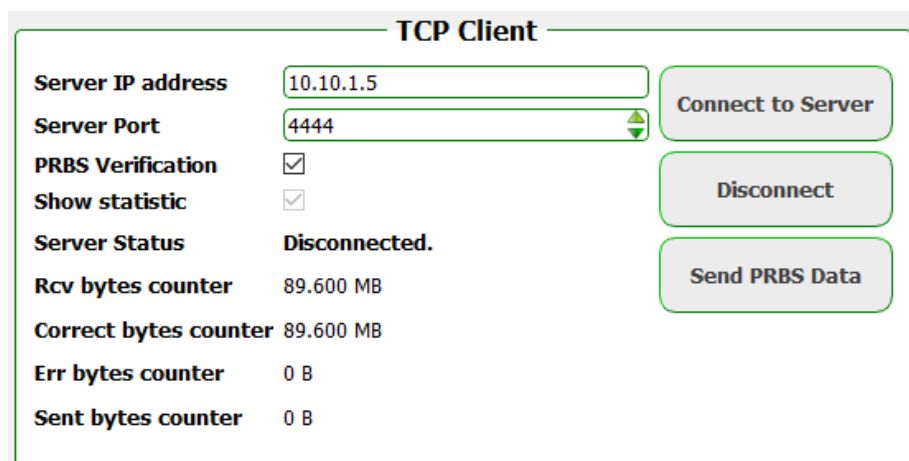 TCP Client
Server IP address 10.10.1.5
Connect to Server
Server Port 4444
PRBS Verification
Disconnect
Show statistic
Server Status Disconnected.
Send PRBS Data
Rcv bytes counter 89.600 MB
Correct bytes counter 89.600 MB
Err bytes counter 0 B
Sent bytes counter 0 B